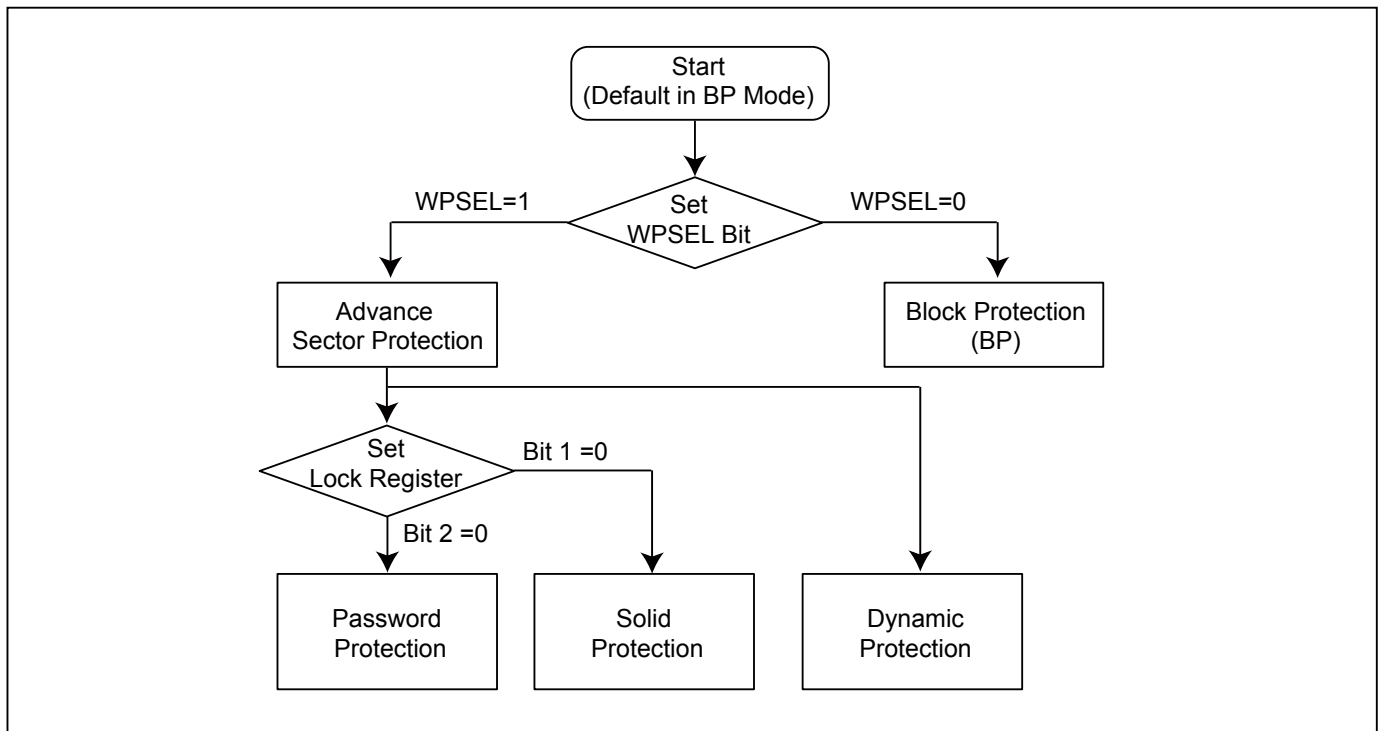 Start
(Default in BP Mode)
WPSEL=1
Set
WPSEL Bit
WPSEL=0
Advance
Sector Protection
Block Protection
(BP)
Set
Lock Register
Bit 1 =0
Bit 2 =0
Password
Protection
Solid
Protection
Dynamic
Protection